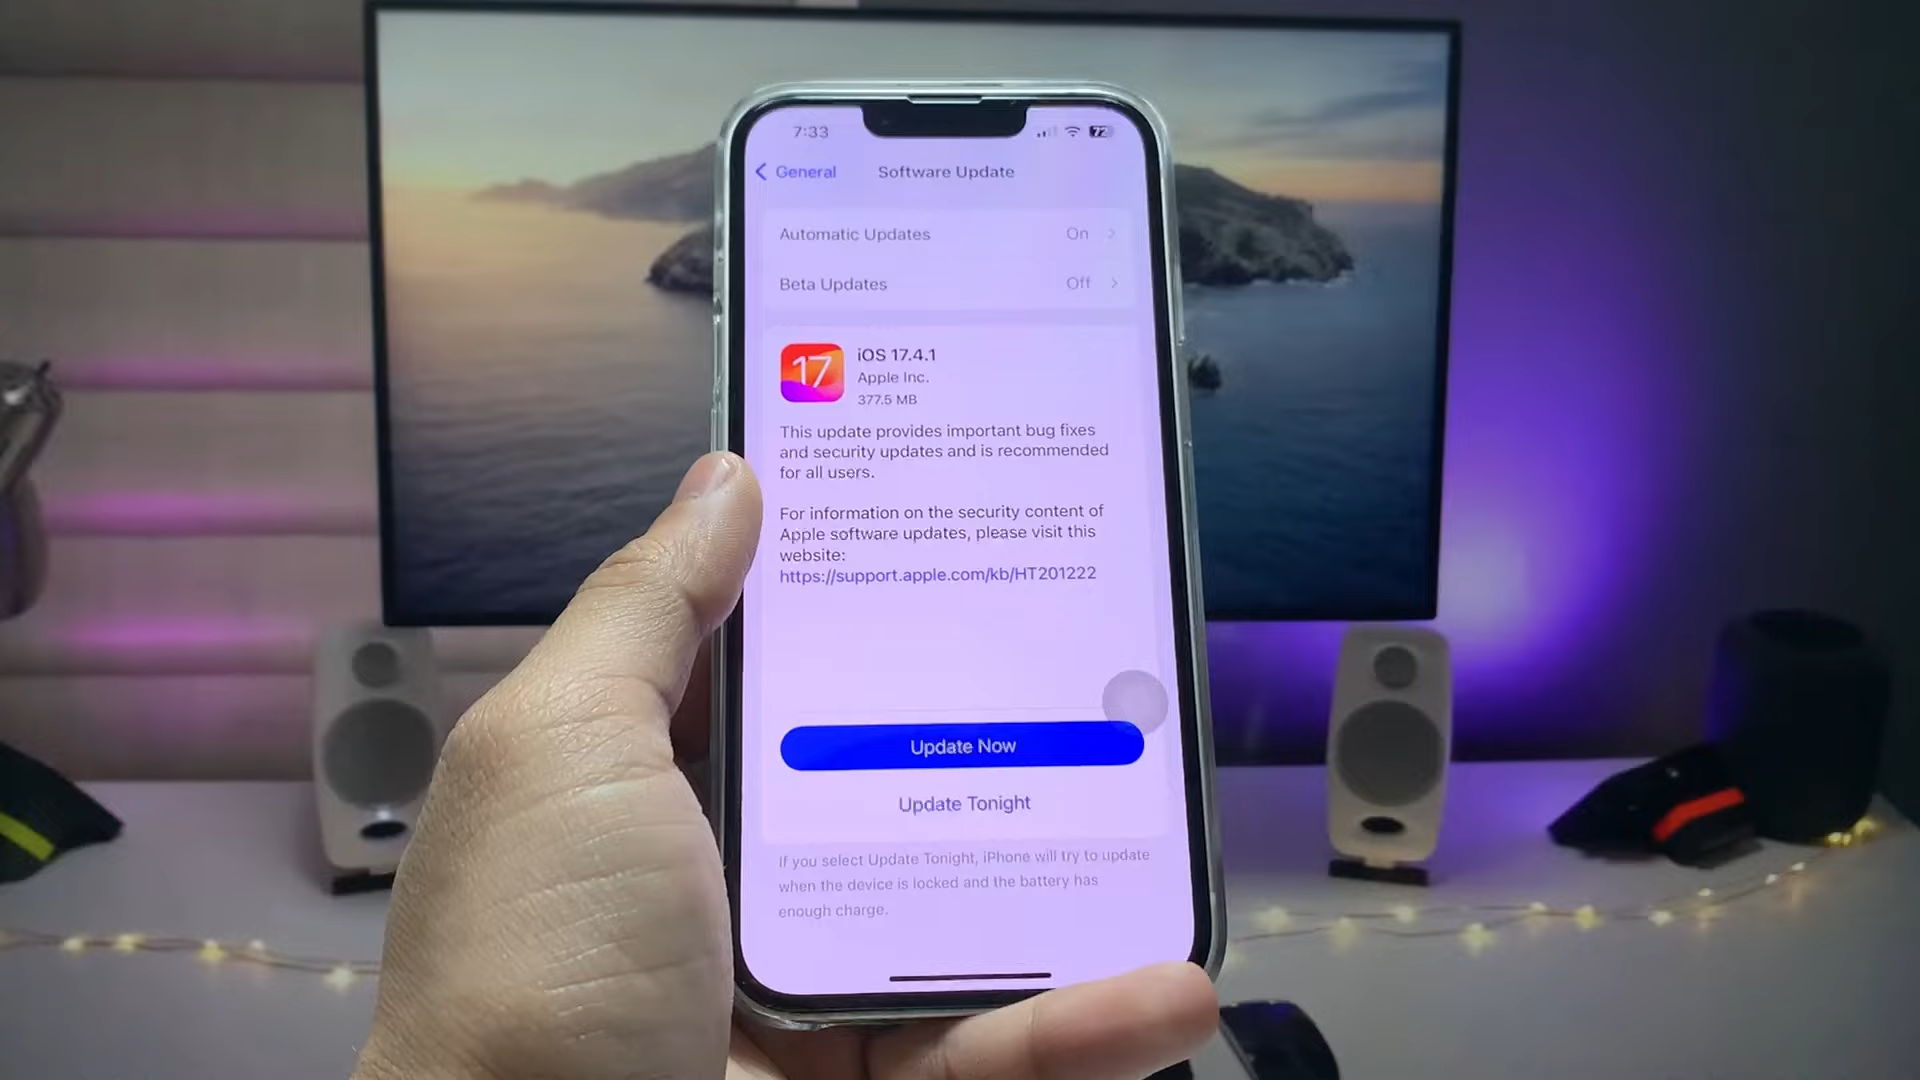 7:33
72
General
Software Update
Automatic Updates On
Beta Updates Off
17
iOS 17.4.1
Apple Inc.
377.5 MB
This update provides important bug fixes
and security updates and is recommended
for all users.
For information on the security content of
Apple software updates, please visit this
website:
https://support.apple.com/kb/HT201222
Update Now
Update Tonight
If you select Update Tonight, iPhone will try to update
when the device is locked and the battery has
enough charge.